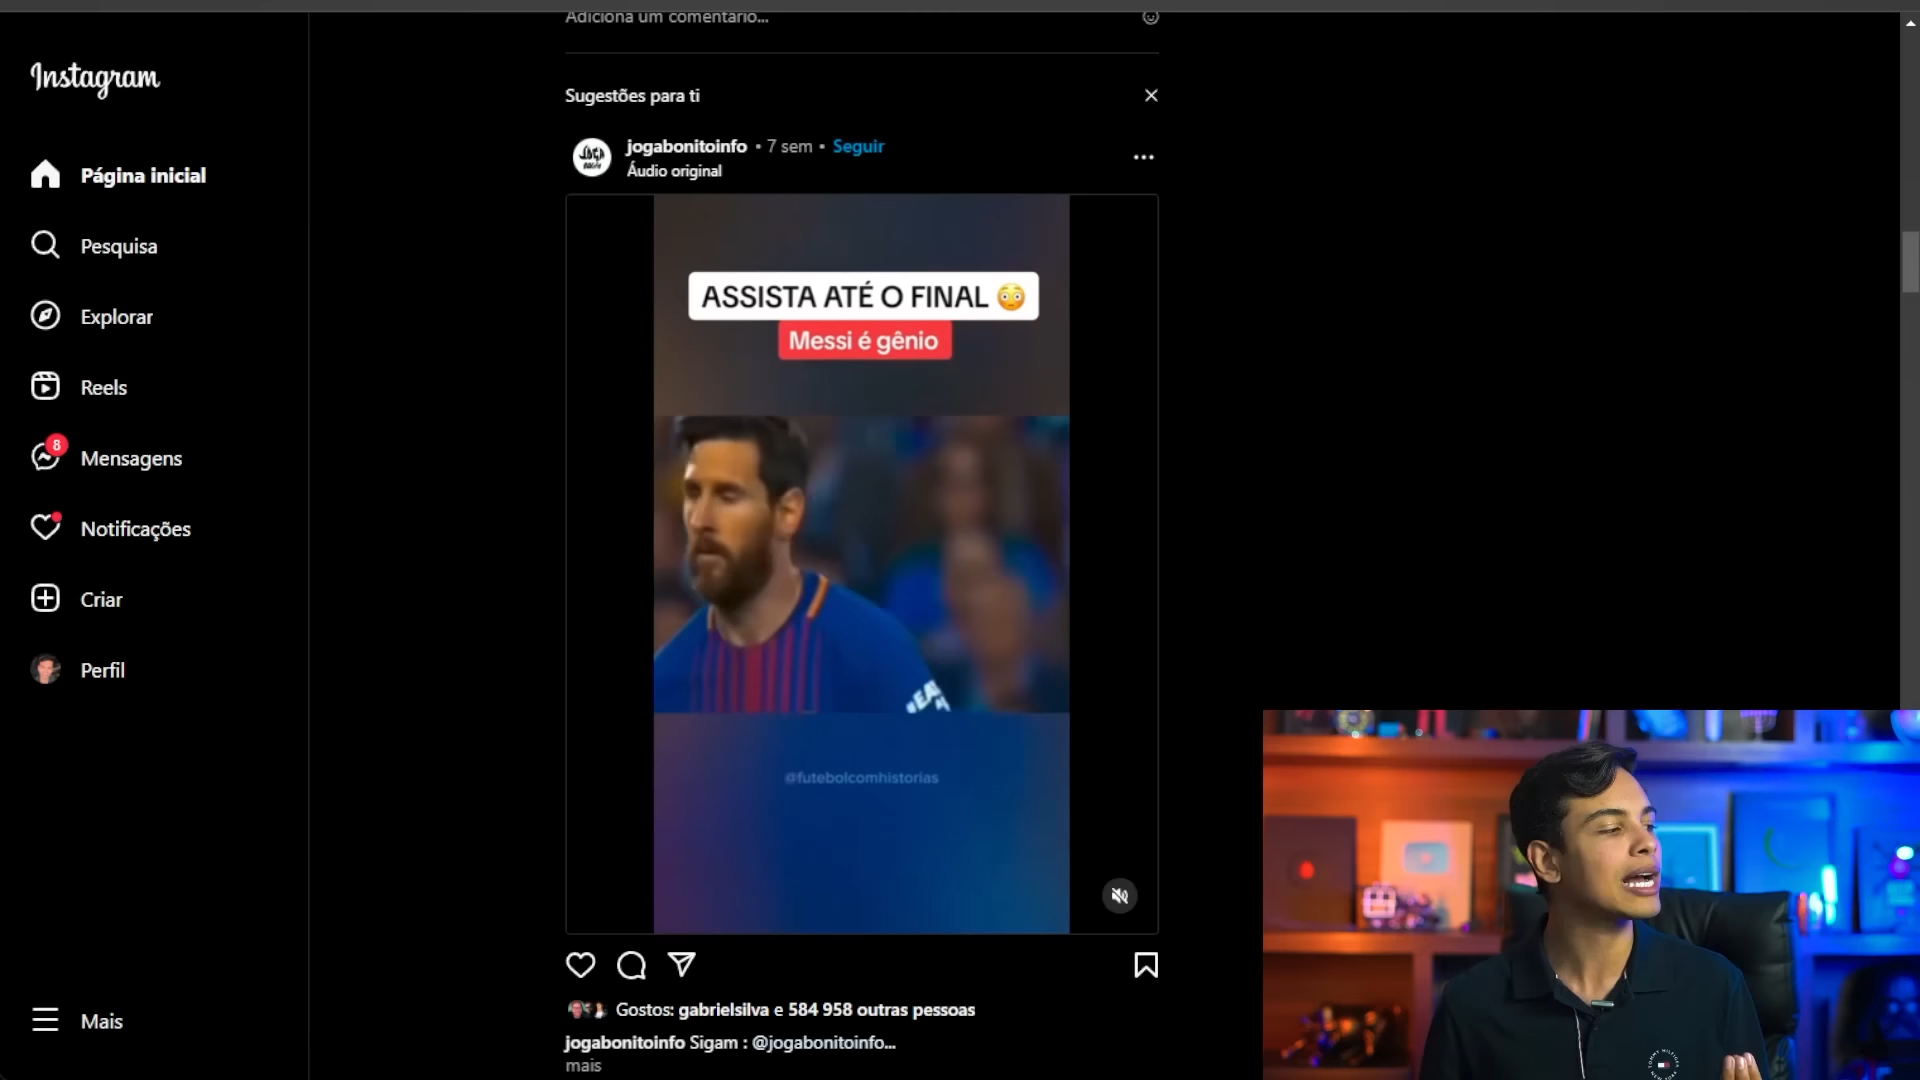 Adiciona um comentário...
Instagram
Sugestões para ti
jogabonitoinfo • 7 sem • Seguir
Áudio original
Página inicial
Pesquisa
Explorar
Reels
8
Mensagens
Notificações
Criar
Perfil
Mais
ASSISTA ATÉ O FINAL 😳
Messi é gênio
@futebolcomhistorias
Gostos: gabrielsilva e 584 958 outras pessoas
jogabonitoinfo Sigam : @jogabonitoinfo...
mais